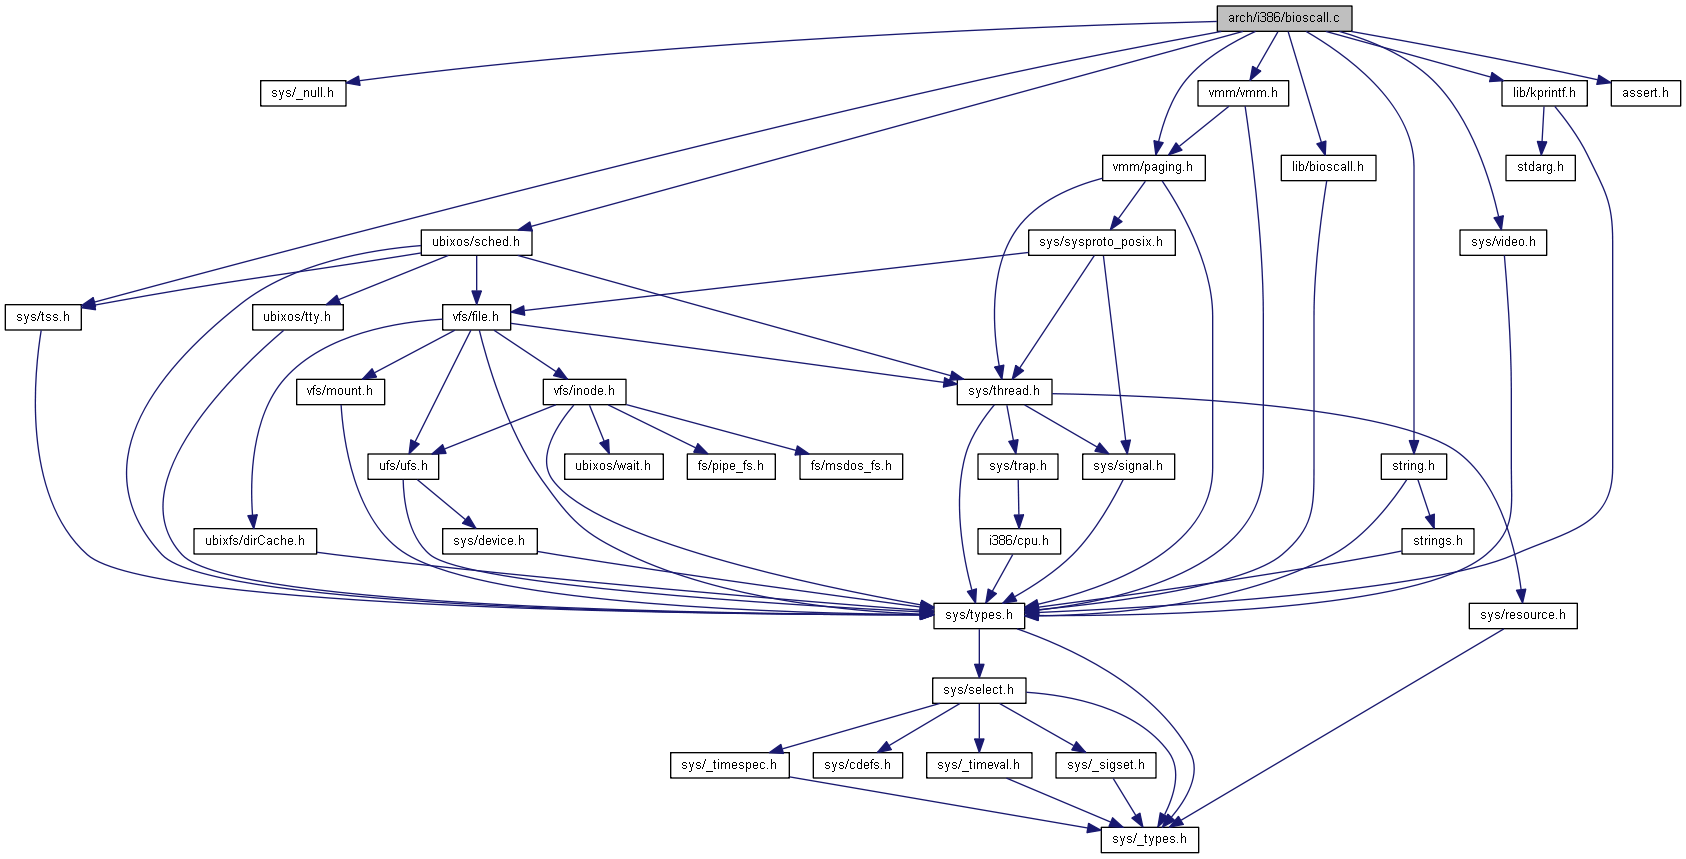 arch/i386/bioscall.c
sys/_null.h
vmm/vmm.h
lib/kprintf.h
assert.h
vmm/paging.h
lib/bioscall.h
stdarg.h
ubixos/sched.h
sys/sysproto_posix.h
sys/video.h
sys/tss.h
ubixos/tty.h
vfs/file.h
vfs/mount.h
vfs/inode.h
sys/thread.h
ufs/ufs.h
ubixos/wait.h
fs/pipe_fs.h
fs/msdos_fs.h
sys/trap.h
sys/signal.h
string.h
ubixfs/dirCache.h
sys/device.h
i386/cpu.h
strings.h
sys/types.h
sys/resource.h
sys/select.h
sys/_timespec.h
sys/cdefs.h
sys/_timeval.h
sys/_sigset.h
sys/_types.h